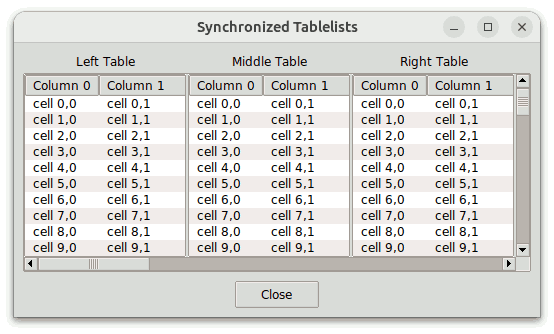 Synchronized Tablelists
Left Table Middle Table Right Table
Column 0 Column 1 Column 0 Column 1 Column 0 Column 1
cell 0,0 cell 0,1 cell 0,0 cell 0,1 cell 0,0 cell 0,1
cell 1,0 cell 1,1 cell 1,0 cell 1,1 cell 1,0 cell 1,1
cell 2,0 cell 2,1 cell 2,0 cell 2,1 cell 2,0 cell 2,1
cell 3,0 cell 3,1 cell 3,0 cell 3,1 cell 3,0 cell 3,1
cell 4,0 cell 4,1 cell 4,0 cell 4,1 cell 4,0 cell 4,1
cell 5,0 cell 5,1 cell 5,0 cell 5,1 cell 5,0 cell 5,1
cell 6,0 cell 6,1 cell 6,0 cell 6,1 cell 6,0 cell 6,1
cell 7,0 cell 7,1 cell 7,0 cell 7,1 cell 7,0 cell 7,1
cell 8,0 cell 8,1 cell 8,0 cell 8,1 cell 8,0 cell 8,1
cell 9,0 cell 9,1 cell 9,0 cell 9,1 cell 9,0 cell 9,1
Close